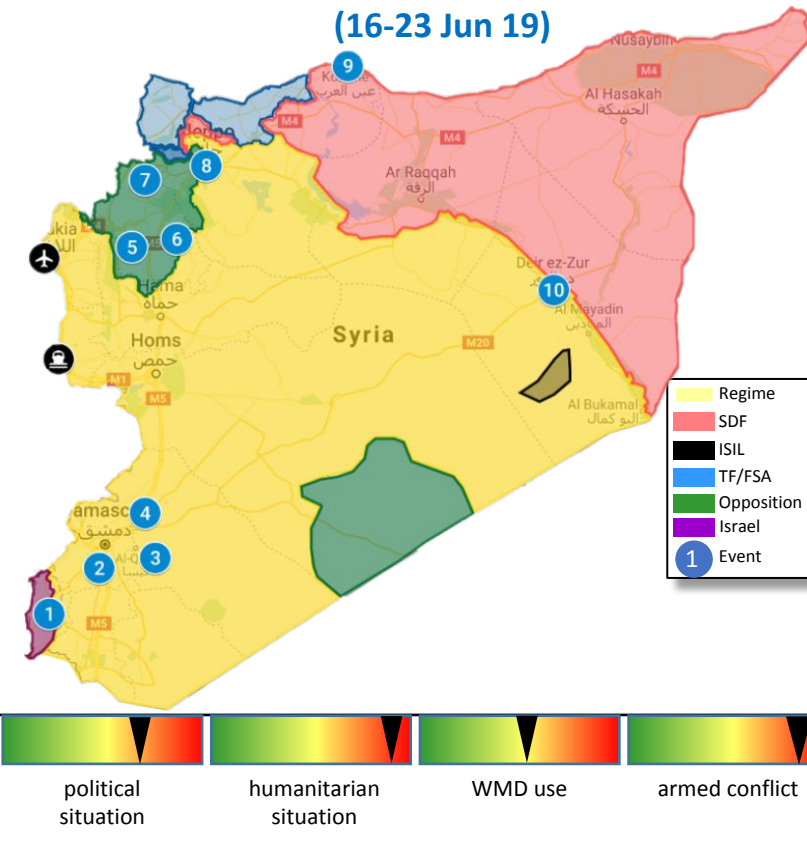 (16-23 Jun 19)
9
عين العرب
M4
M4
M4
Al Hasakah
الحسكة
Ar Raqqah
الرقة
7
8
5
6
10
Deir ez-Zur
Al Mayadin
Hama
حماة
Homs
حمص
Syria
M20
M1
M5
Al Bukamal
البو كمال
4
دمشق
3
2
1
M5
Regime
SDF
ISIL
TF/FSA
Opposition
Israel
1 Event
political
situation
humanitarian
situation
WMD use
armed conflict